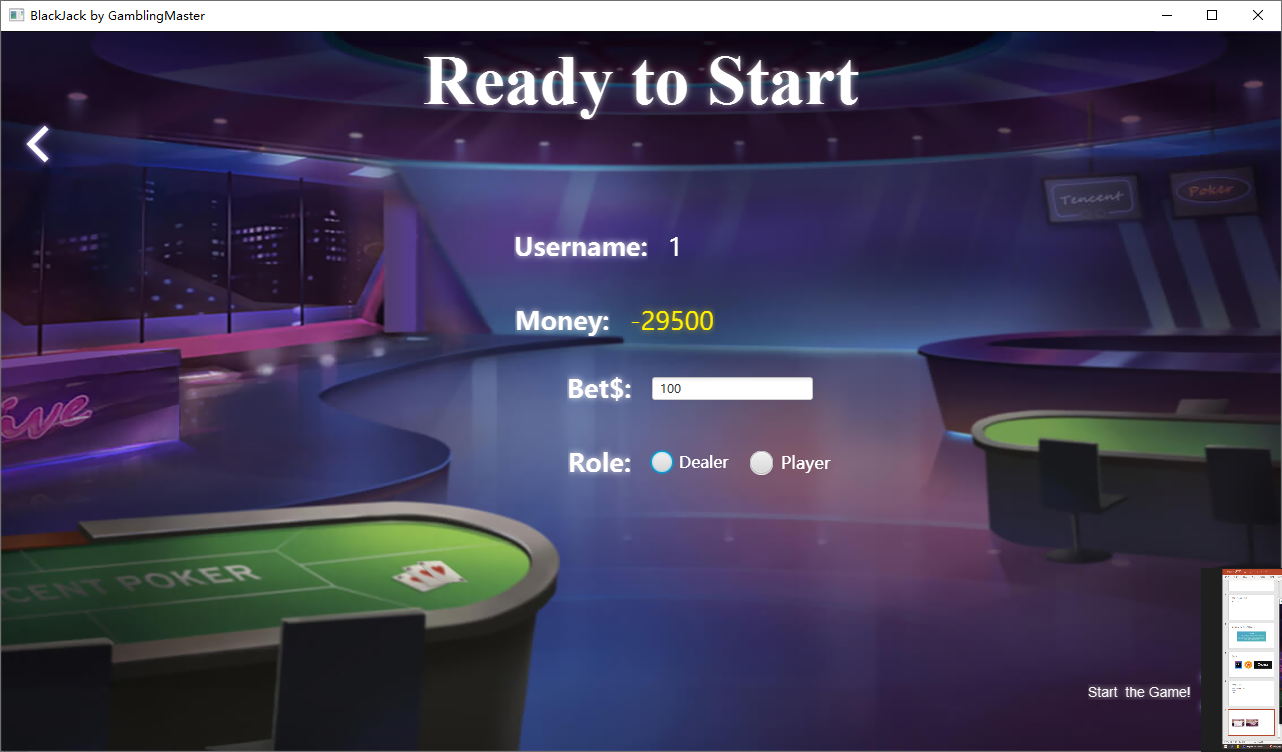 BlackJack by GamblingMaster
Ready to Start
Tencent
Poker
Username: 1
Money: -29500
Bet$: 100
Role: Dealer Player
ive
CENT POKER
Start the Game!